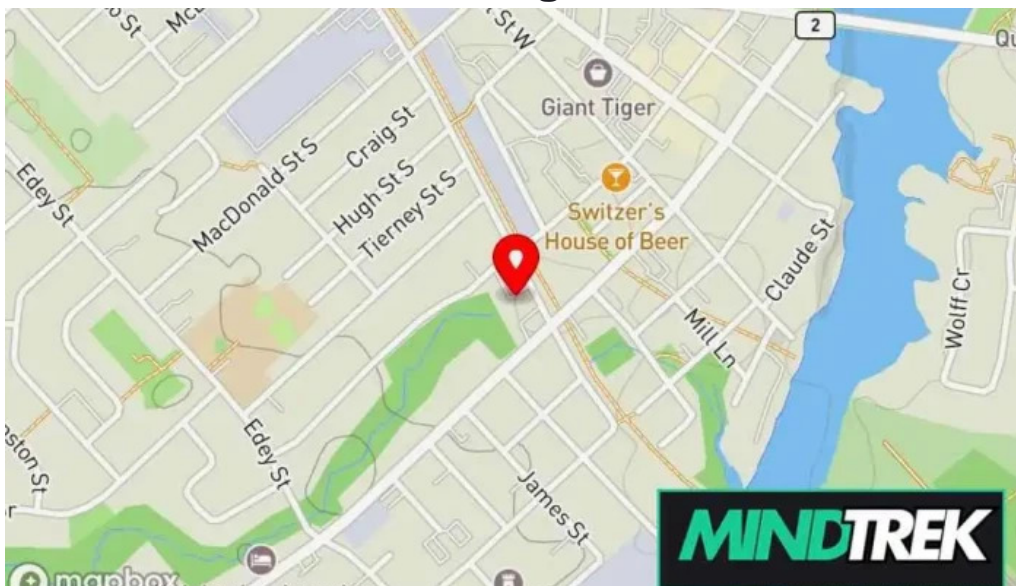 2
Giant Tiger
MacDonald St S
Craig St
Hugh St S
Tierney St S
Edey St
Switzer's
House of Beer
Claude St
Mill Ln
Wolff Cr
Edey St
James St
MINDTREK
mapbox